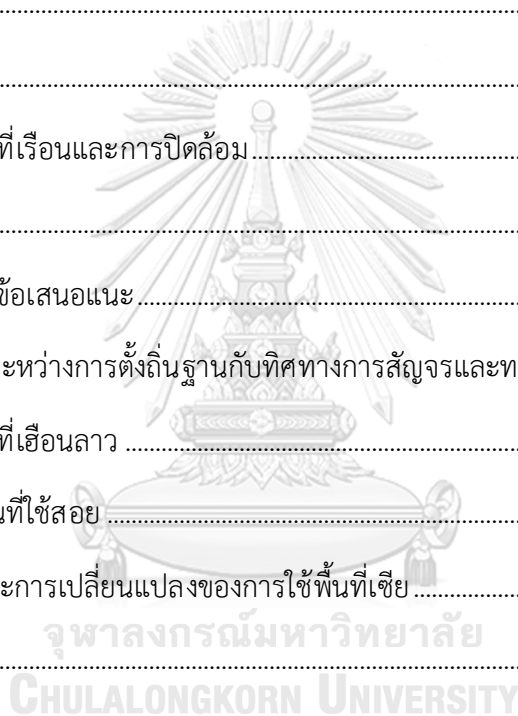 ที่เรือนและการปิดล้อม
ข้อเสนอแนะ
ะหว่างการตั้งถิ่นฐานกับทิศทางการสัญจรและท
ที่เฮือนลาว
นที่ใช้สอย
ะการเปลี่ยนแปลงของการใช้พื้นที่เซีย
จุฬาลงกรณ์มหาวิทยาลัย
CHULALONGKORN UNIVERSITY